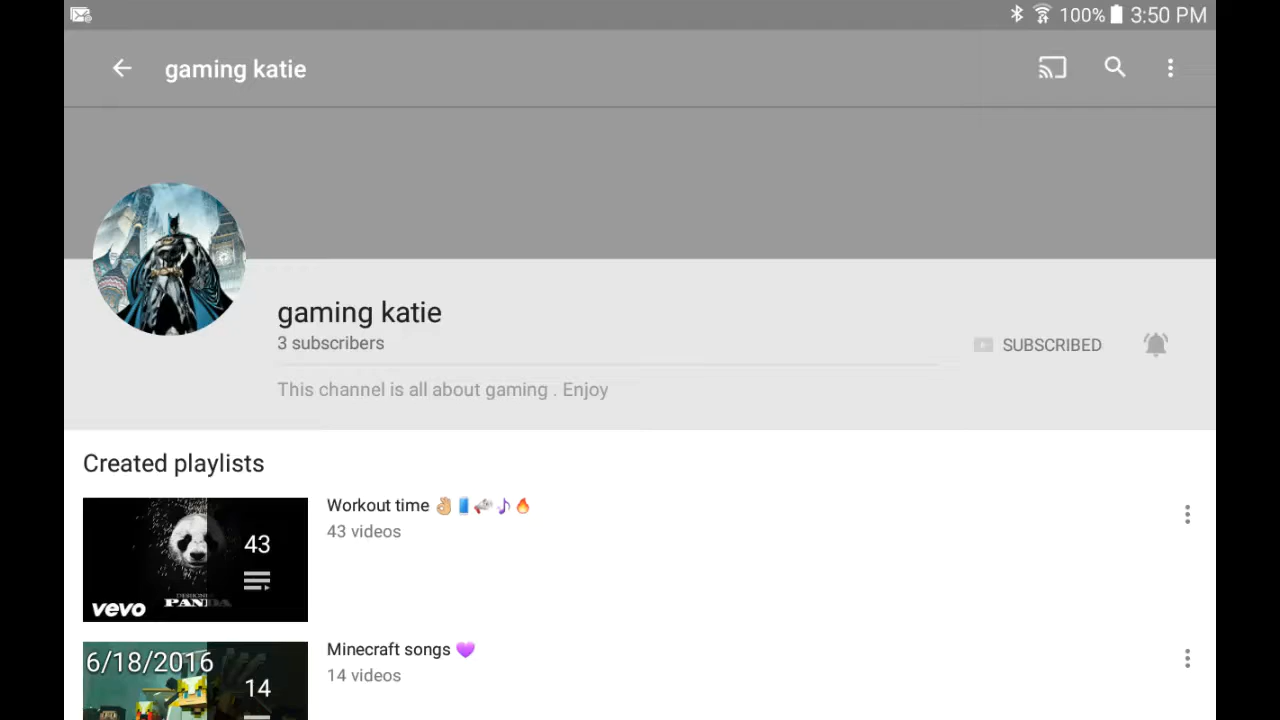 100% 3:50 PM
gaming katie
gaming katie
3 subscribers
SUBSCRIBED
This channel is all about gaming . Enjoy
Created playlists
Workout time 👌🏼📱📢🎵🔥
43 videos
43
PANDA
vevo
Minecraft songs 💜
14 videos
6/18/2016
14